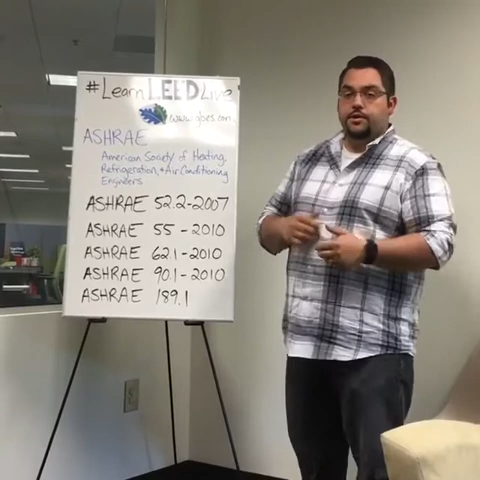 #LearnLEEDLive
www.gbes.com
ASHRAE
American Society of Heating,
Refrigeration, + Air Conditioning
Engineers
ASHRAE 52.2-2007
ASHRAE 55-2010
ASHRAE 62.1-2010
ASHRAE 90.1-2010
ASHRAE 189.1